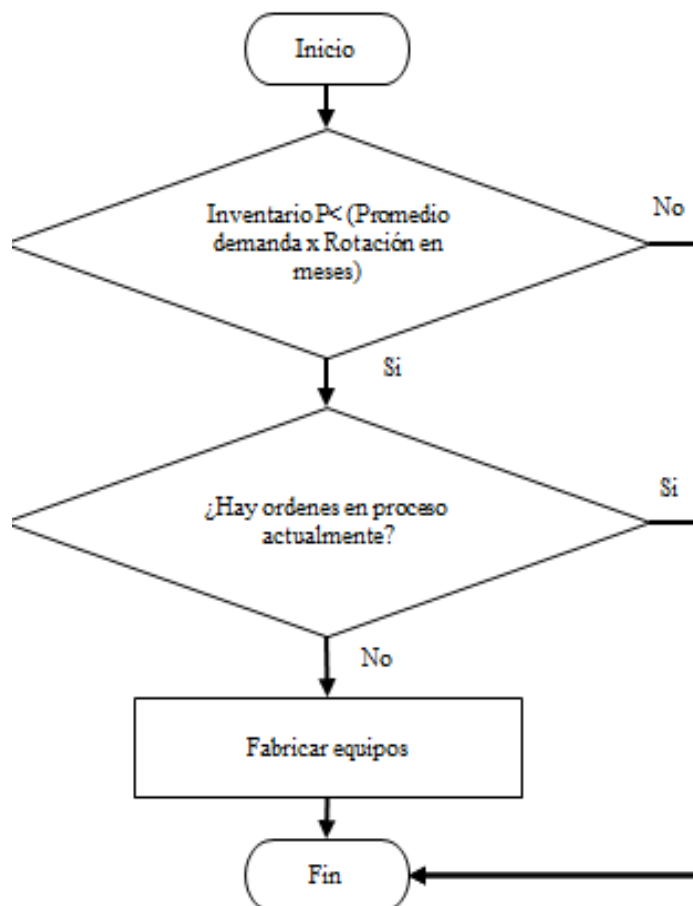 Inicio
Inventario P< (Promedio
demanda x Rotación en
meses)
No
Si
¿Hay ordenes en proceso
actualmente?
Si
No
Fabricar equipos
Fin